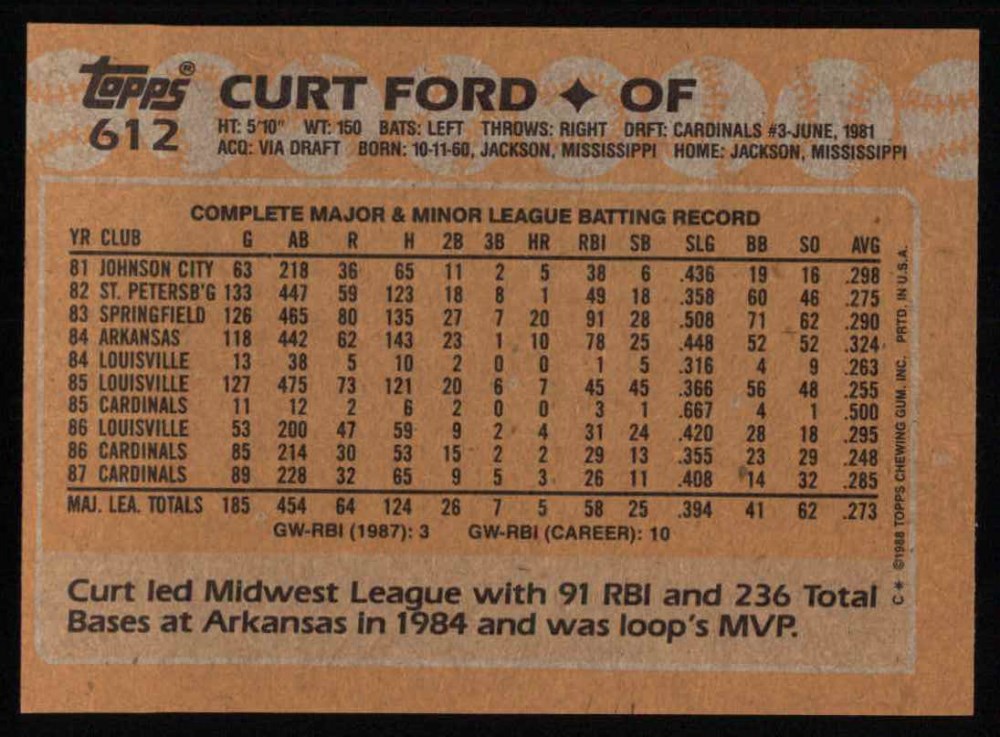 topps® CURT FORD ✦ OF
612 HT: 5'10" WT: 150 BATS: LEFT THROWS: RIGHT DRFT: CARDINALS #3-JUNE, 1981
ACQ: VIA DRAFT BORN: 10-11-60, JACKSON, MISSISSIPPI HOME: JACKSON, MISSISSIPPI
COMPLETE MAJOR & MINOR LEAGUE BATTING RECORD
YR CLUB G AB R H 2B 3B HR RBI SB SLG BB SO AVG
81 JOHNSON CITY 63 218 36 65 11 2 5 38 6 .436 19 16 .298
82 ST. PETERSB'G 133 447 59 123 18 8 1 49 18 .358 60 46 .275
83 SPRINGFIELD 126 465 80 135 27 7 20 91 28 .508 71 62 .290
84 ARKANSAS 118 442 62 143 23 1 10 78 25 .448 52 52 .324
84 LOUISVILLE 13 38 5 10 2 0 0 1 5 .316 4 9 .263
85 LOUISVILLE 127 475 73 121 20 6 7 45 45 .366 56 48 .255
85 CARDINALS 11 12 2 6 2 0 0 3 1 .667 4 1 .500
86 LOUISVILLE 53 200 47 59 9 2 4 31 24 .420 28 18 .295
86 CARDINALS 85 214 30 53 15 2 2 29 13 .355 23 29 .248
87 CARDINALS 89 228 32 65 9 5 3 26 11 .408 14 32 .285
MAJ. LEA. TOTALS 185 454 64 124 26 7 5 58 25 .394 41 62 .273
GW-RBI (1987): 3 GW-RBI (CAREER): 10
Curt led Midwest League with 91 RBI and 236 Total
Bases at Arkansas in 1984 and was loop's MVP.
C* ©1988 TOPPS CHEWING GUM, INC. PRTD. IN U.S.A.